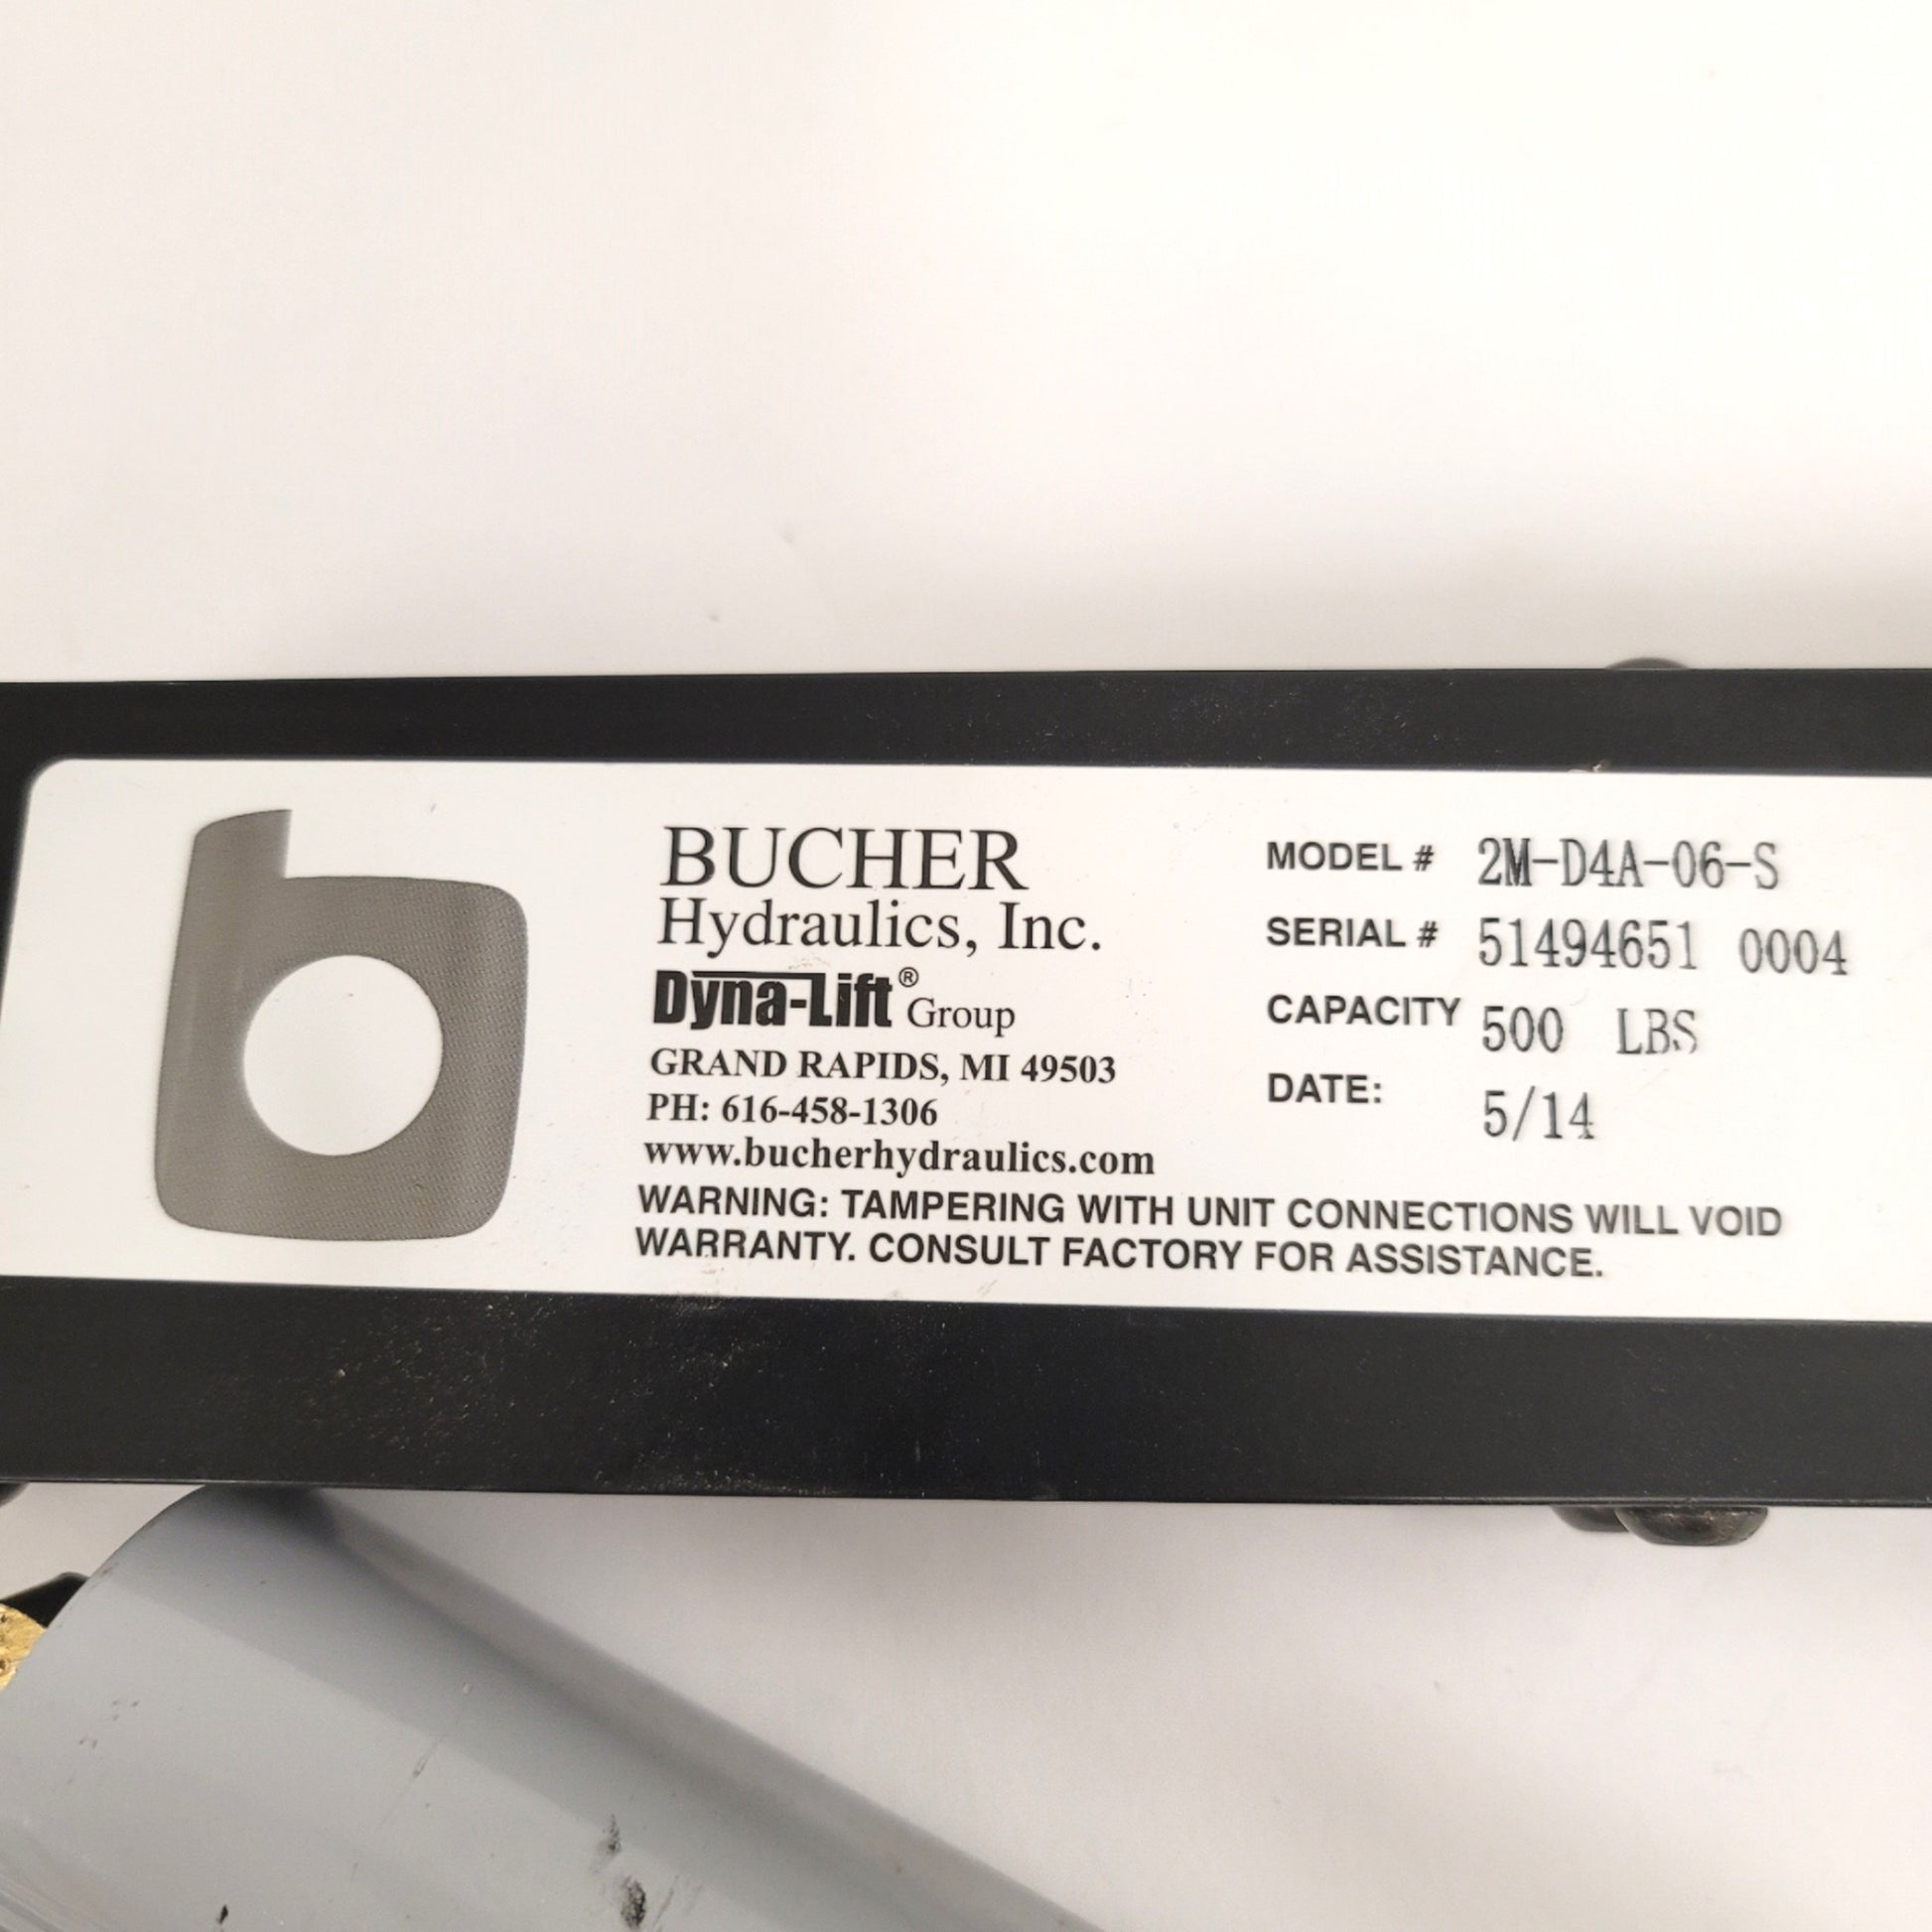 BUCHER
Hydraulics, Inc.
Dyna-Lift® Group
GRAND RAPIDS, MI 49503
PH: 616-458-1306
www.bucherhydraulics.com
MODEL # 2M-D4A-06-S
SERIAL # 51494651 0004
CAPACITY 500 LBS
DATE: 5/14
WARNING: TAMPERING WITH UNIT CONNECTIONS WILL VOID
WARRANTY. CONSULT FACTORY FOR ASSISTANCE.